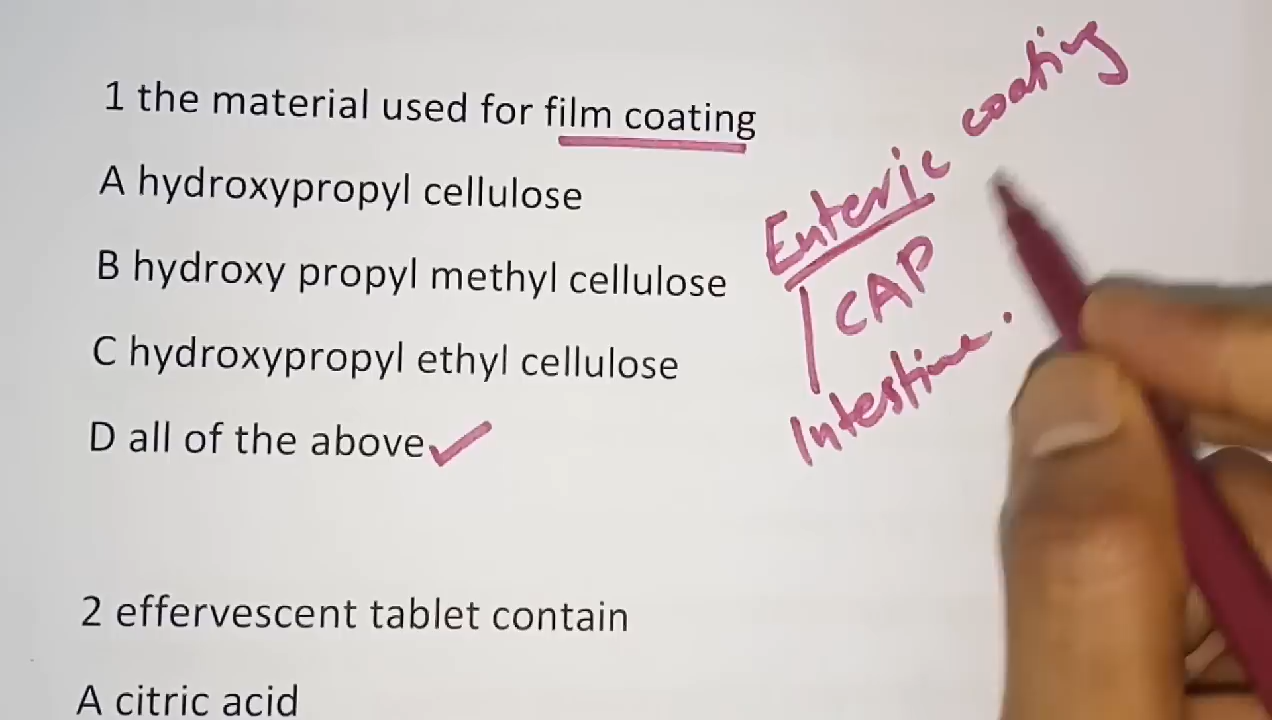 1 the material used for film coating
A hydroxypropyl cellulose
B hydroxy propyl methyl cellulose
C hydroxypropyl ethyl cellulose
D all of the above
Enteric coating
CAP
Intestine.
2 effervescent tablet contain
A citric acid